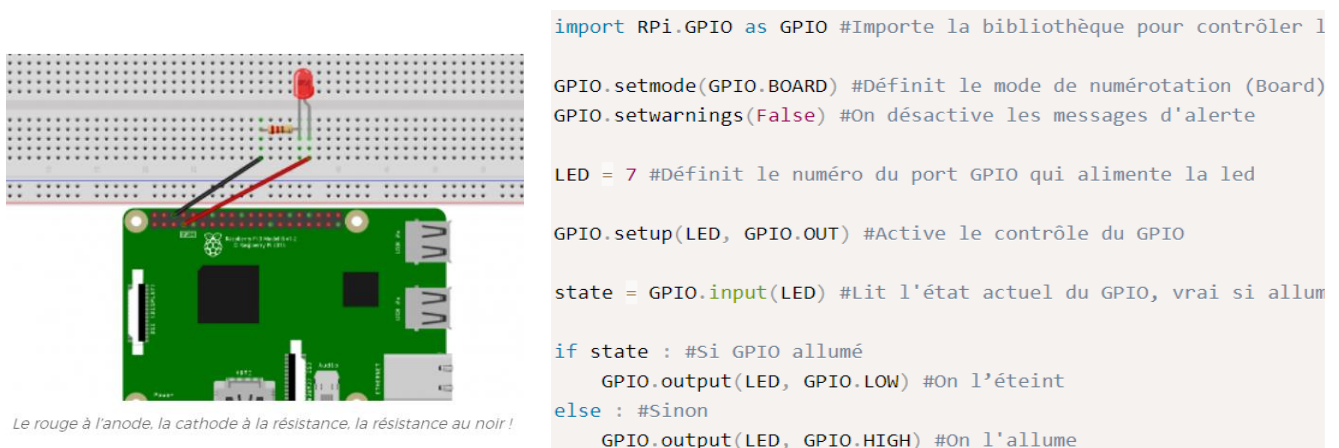 import RPi.GPIO as GPIO #Importe la bibliothèque pour contrôler l
GPIO.setmode(GPIO.BOARD) #Définit le mode de numérotation (Board)
GPIO.setwarnings(False) #On désactive les messages d'alerte
LED = 7 #Définit le numéro du port GPIO qui alimente la led
GPIO.setup(LED, GPIO.OUT) #Active le contrôle du GPIO
state = GPIO.input(LED) #Lit l'état actuel du GPIO, vrai si allum
if state : #Si GPIO allumé
    GPIO.output(LED, GPIO.LOW) #On l’éteint
else : #Sinon
    GPIO.output(LED, GPIO.HIGH) #On l'allume
Audio
HDMI
Power
ETHERNET
Le rouge à l'anode, la cathode à la résistance, la résistance au noir !